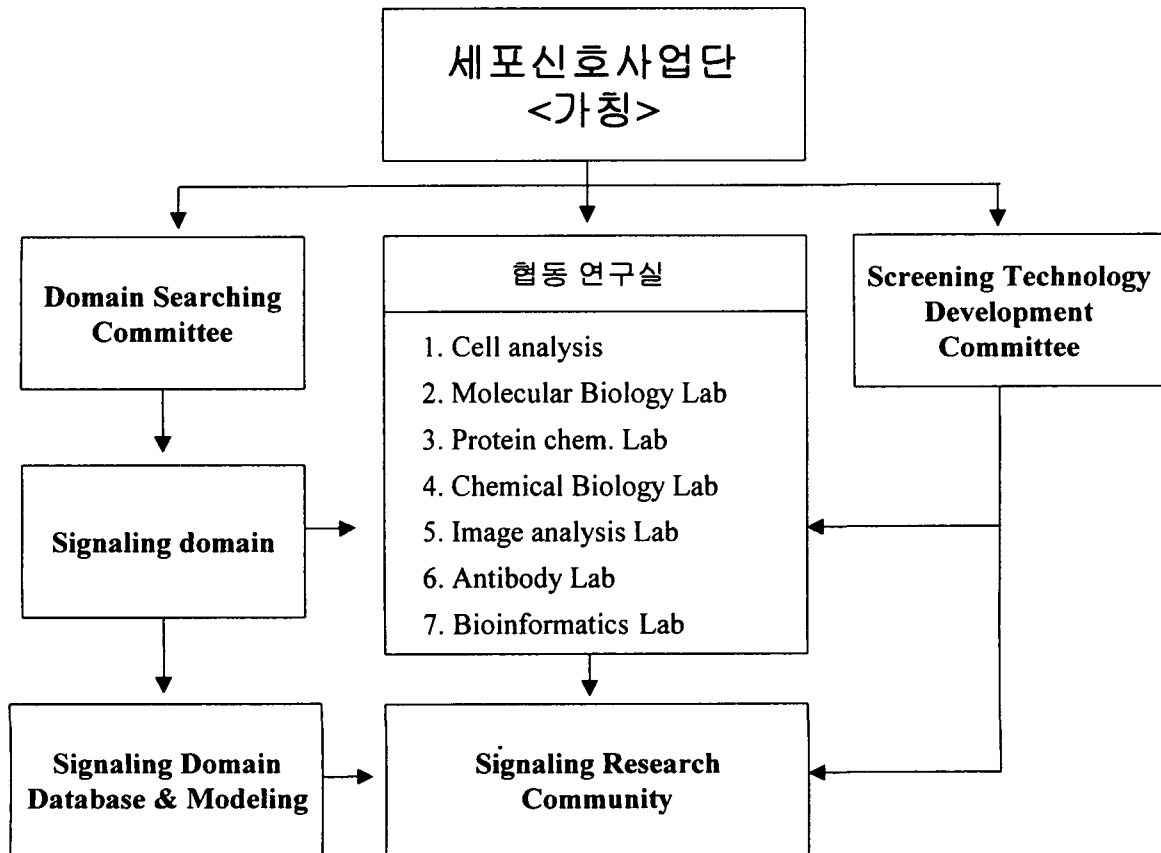 세포신호사업단
<가칭>
Domain Searching
Committee
협동 연구실
Screening Technology
Development
Committee
1. Cell analysis
2. Molecular Biology Lab
3. Protein chem. Lab
4. Chemical Biology Lab
5. Image analysis Lab
6. Antibody Lab
7. Bioinformatics Lab
Signaling domain
Signaling Domain
Database & Modeling
Signaling Research
Community